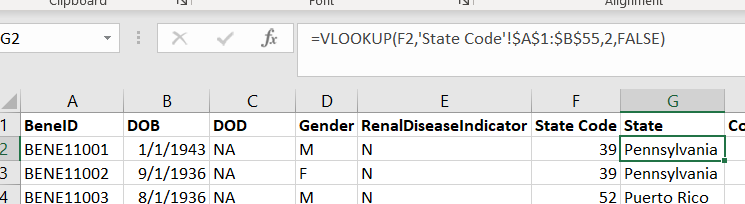 Clipboard Font Alignment
G2 fx =VLOOKUP(F2,'State Code'!$A$1:$B$55,2,FALSE)
A B C D E F G
1 BeneID DOB DOD Gender RenalDiseaseIndicator State Code State Co
2 BENE11001 1/1/1943 NA M N 39 Pennsylvania
3 BENE11002 9/1/1936 NA F N 39 Pennsylvania
4 BENE11003 8/1/1936 NA M N 52 Puerto Rico